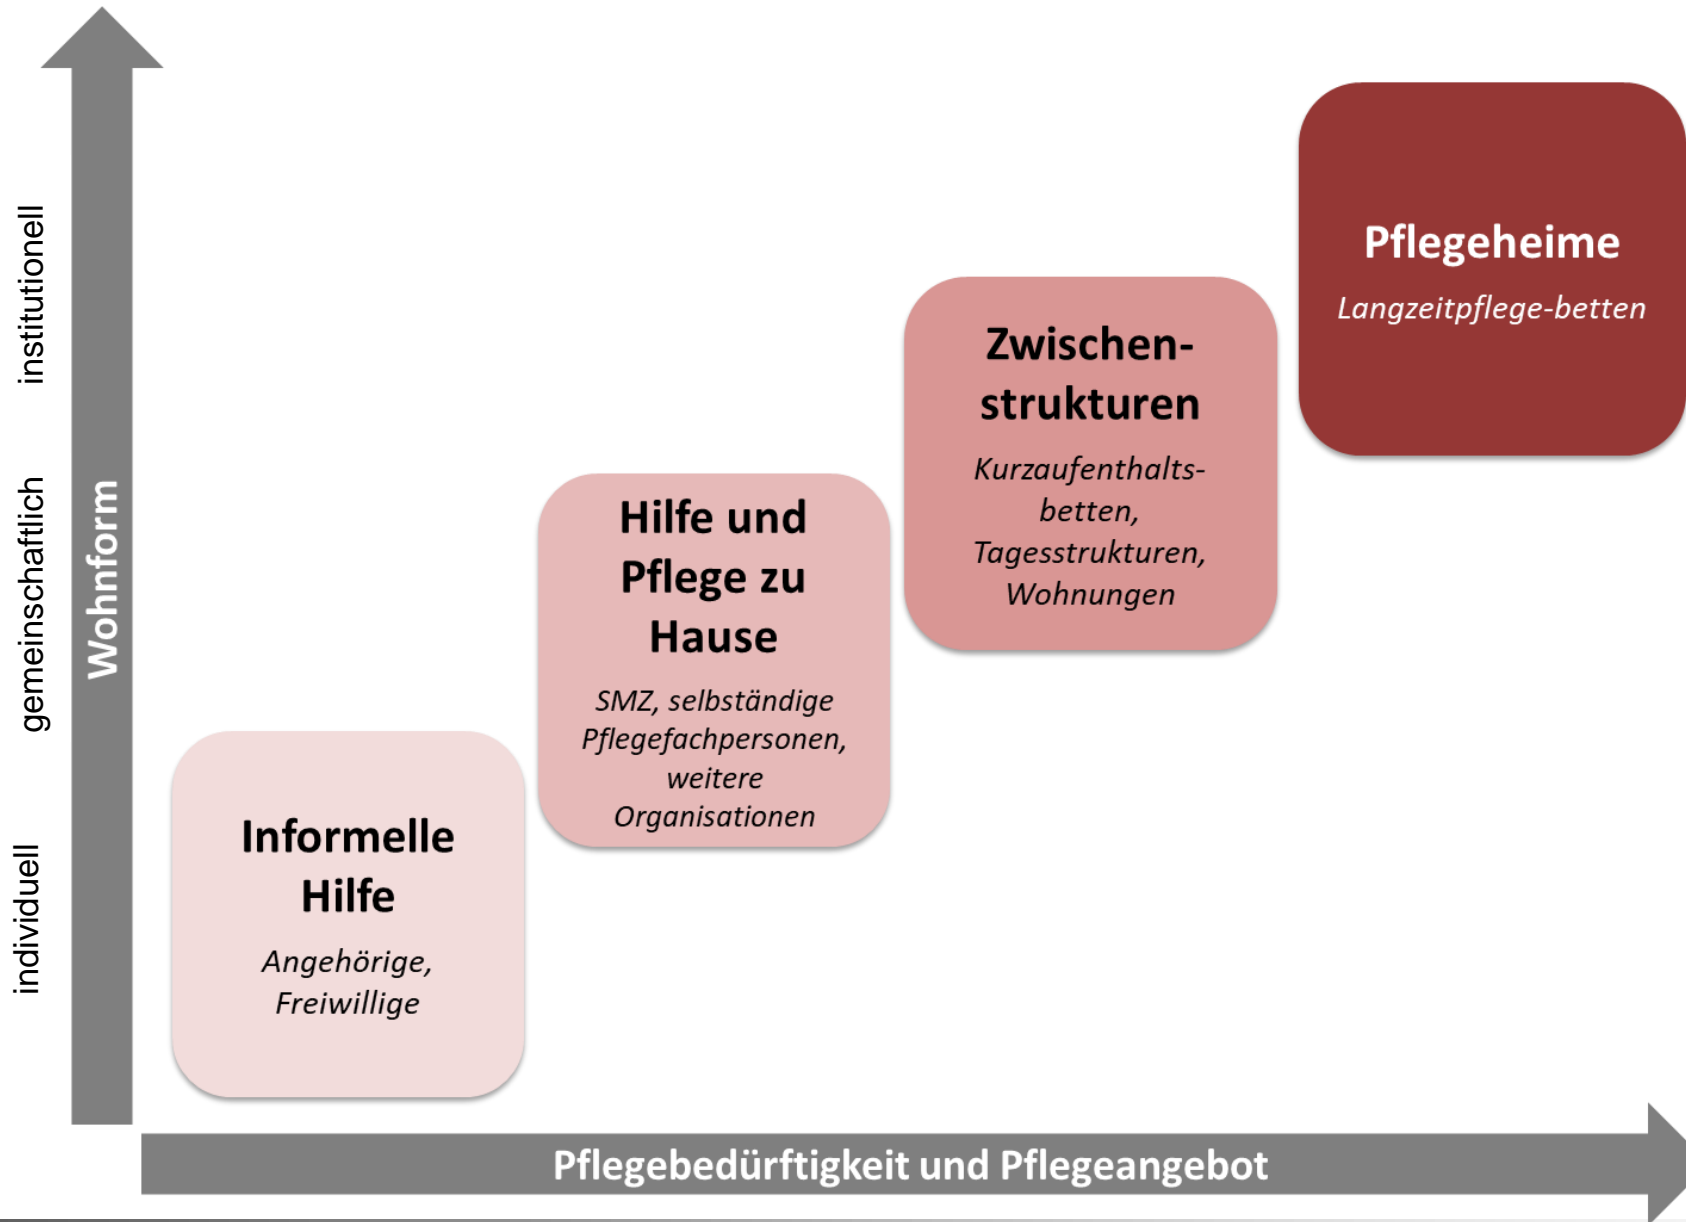 institutionell
gemeinschaftlich
individuell
Wohnform
Informelle
Hilfe
Angehörige,
Freiwillige
Hilfe und
Pflege zu
Hause
SMZ, selbständige
Pflegefachpersonen,
weitere
Organisationen
Zwischen-
strukturen
Kurzaufenthalts-
betten,
Tagesstrukturen,
Wohnungen
Pflegeheime
Langzeitpflege-betten
Pflegebedürftigkeit und Pflegeangebot